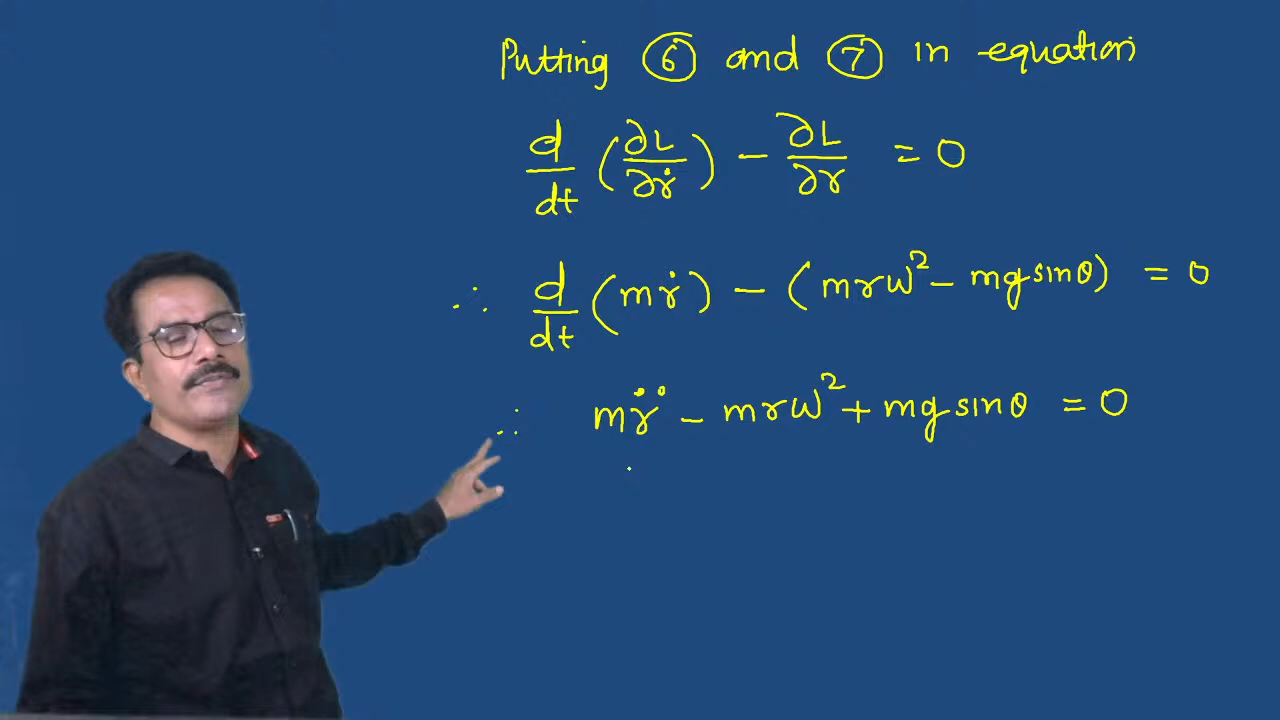 Putting ⑥ and ⑦ in equation
d/dt (∂L/∂ṙ) − ∂L/∂r = 0
∴ d/dt (mṙ) − (mrω² − mg sinθ) = 0
∴ mr̈ − mrω² + mg sinθ = 0